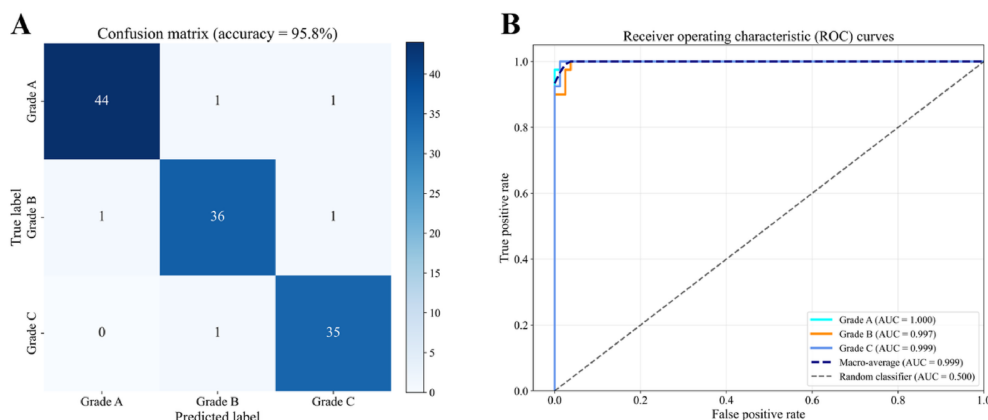 A
Confusion matrix (accuracy = 95.8%)
Grade A
Grade B
Grade C
True label
44 1 1
1 36 1
0 1 35
Grade A Grade B Grade C
Predicted label
40
35
30
25
20
15
10
5
0
B
Receiver operating characteristic (ROC) curves
True positive rate
1.0
0.8
0.6
0.4
0.2
0.0
0.0 0.2 0.4 0.6 0.8 1.0
False positive rate
Grade A (AUC = 1.000)
Grade B (AUC = 0.997)
Grade C (AUC = 0.999)
Macro-average (AUC = 0.999)
Random classifier (AUC = 0.500)